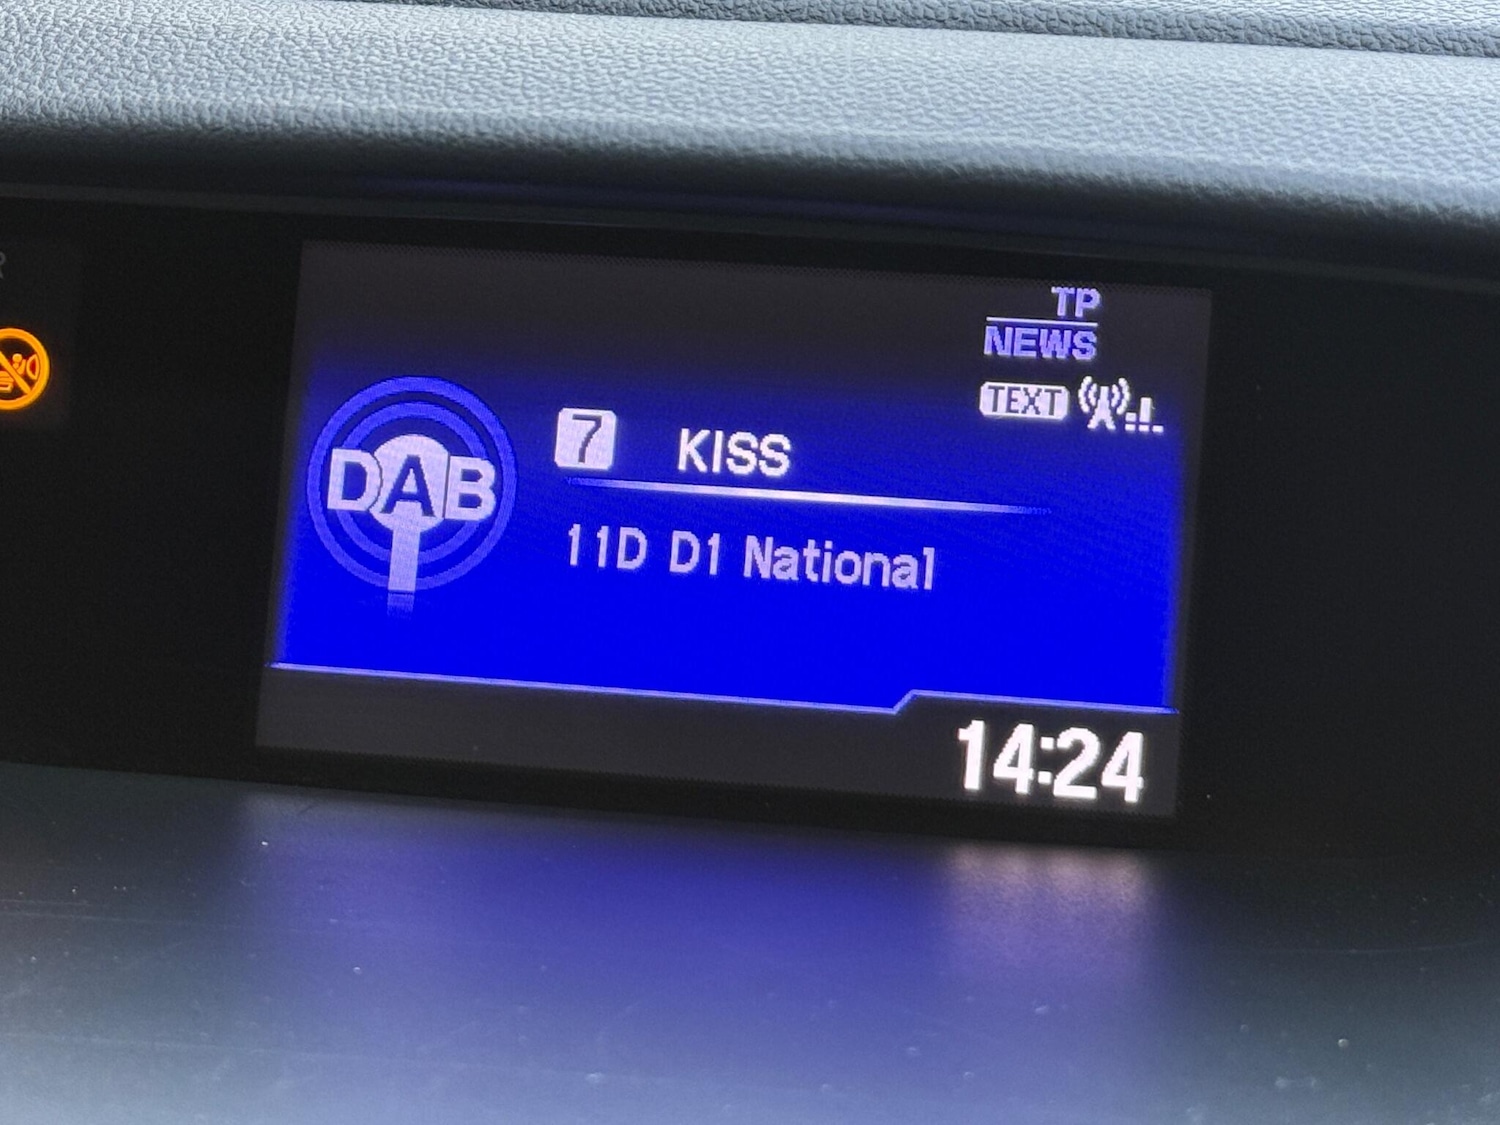 TP
NEWS
TEXT
DAB
7 KISS
11D D1 National
14:24